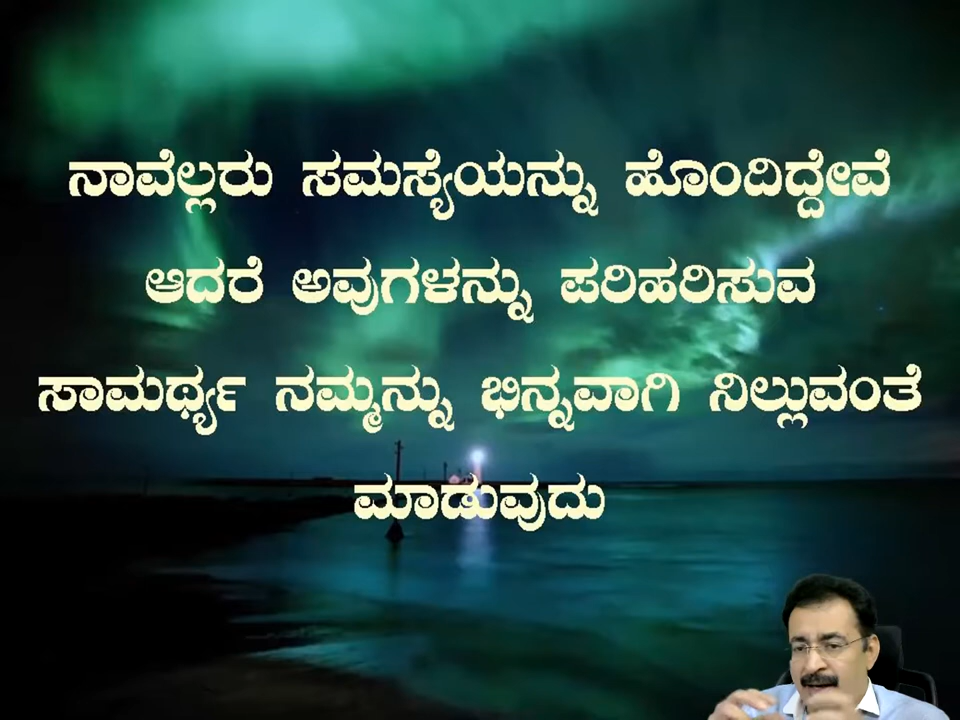 ನಾವೆಲ್ಲರು ಸಮಸ್ಯೆಯನ್ನು ಹೊಂದಿದ್ದೇವೆ
ಆದರೆ ಅವುಗಳನ್ನು ಪರಿಹರಿಸುವ
ಸಾಮರ್ಥ್ಯ ನಮ್ಮನ್ನು ಭಿನ್ನವಾಗಿ ನಿಲ್ಲುವಂತೆ
ಮಾಡುವುದು